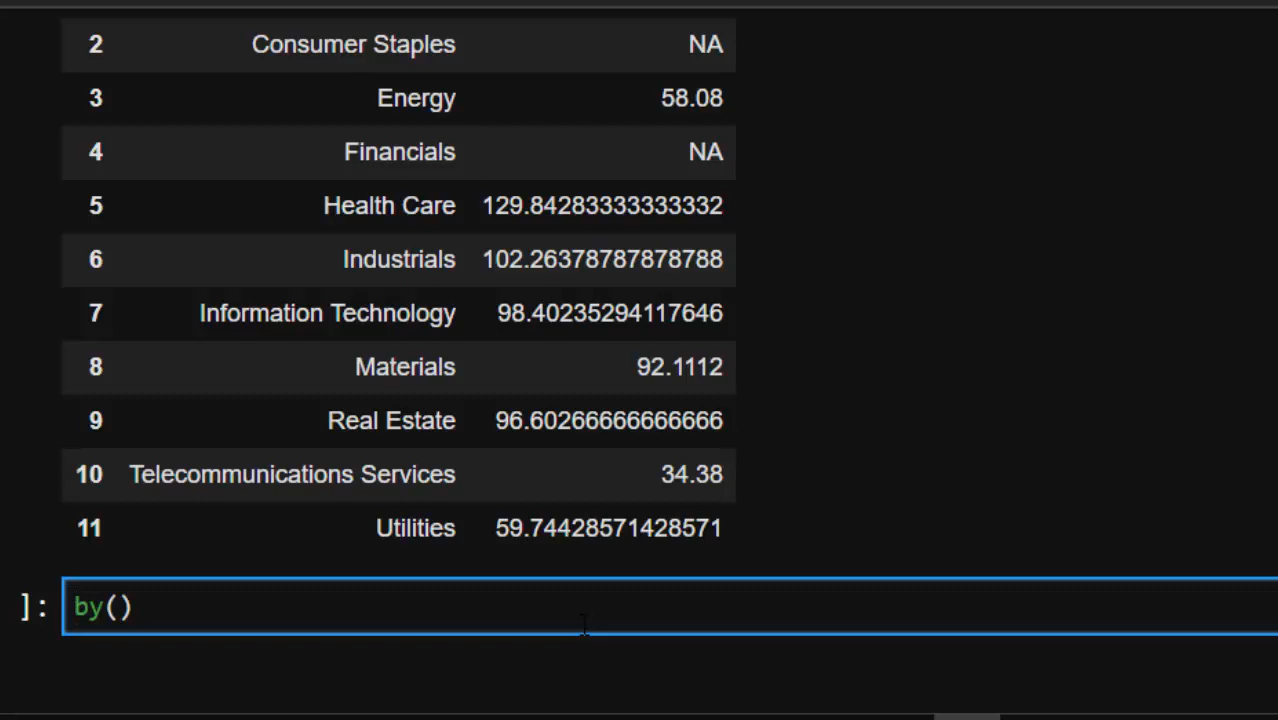 2 Consumer Staples NA
3 Energy 58.08
4 Financials NA
5 Health Care 129.84283333333332
6 Industrials 102.26378787878788
7 Information Technology 98.40235294117646
8 Materials 92.1112
9 Real Estate 96.60266666666666
10 Telecommunications Services 34.38
11 Utilities 59.74428571428571
]: by()